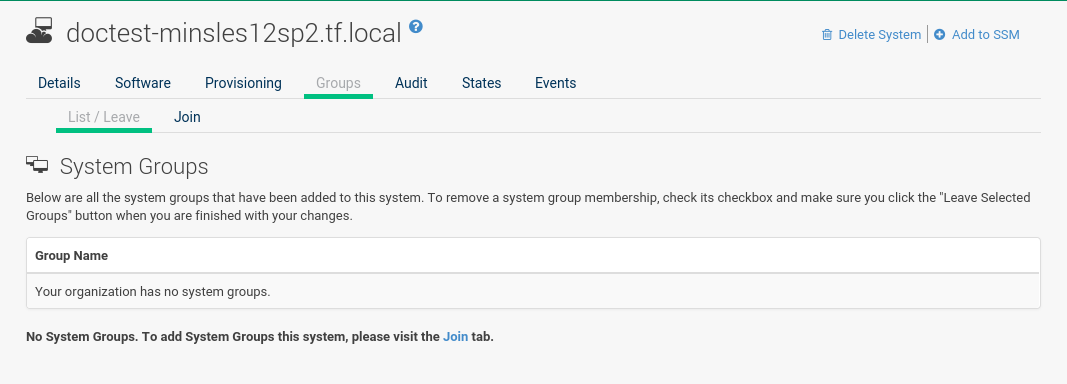 doctest-minsles12sp2.tf.local ?
Delete System | Add to SSM
Details Software Provisioning Groups Audit States Events
List / Leave Join
System Groups
Below are all the system groups that have been added to this system. To remove a system group membership, check its checkbox and make sure you click the "Leave Selected
Groups" button when you are finished with your changes.
Group Name
Your organization has no system groups.
No System Groups. To add System Groups this system, please visit the Join tab.